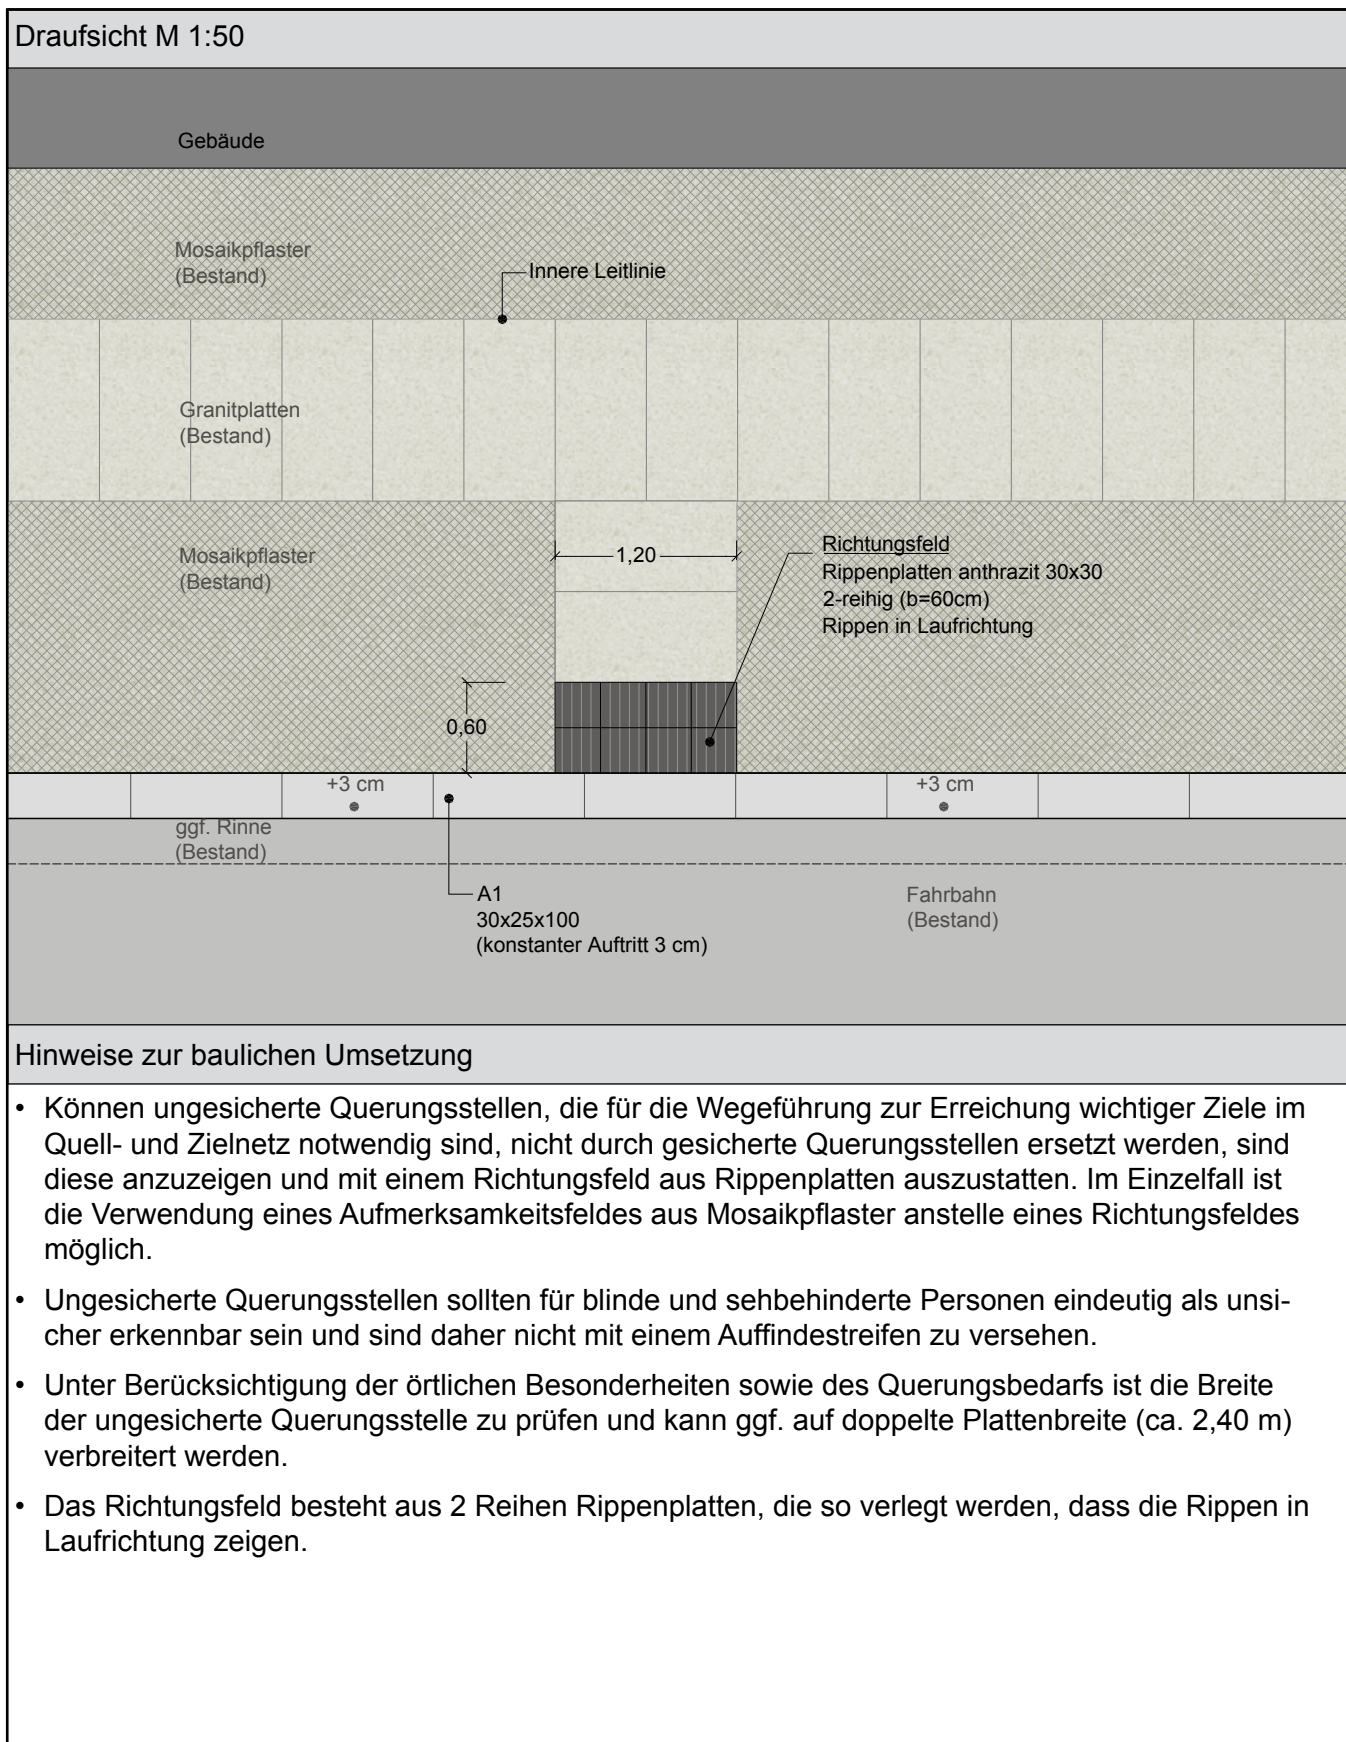 Draufsicht M 1:50
Gebäude
Mosaikpflaster
(Bestand)
Innere Leitlinie
Granitplatten
(Bestand)
Mosaikpflaster
(Bestand)
1,20
Richtungsfeld
Rippenplatten anthrazit 30x30
2-reihig (b=60cm)
Rippen in Laufrichtung
0,60
+3 cm
+3 cm
ggf. Rinne
(Bestand)
A1
30x25x100
(konstanter Auftritt 3 cm)
Fahrbahn
(Bestand)
Hinweise zur baulichen Umsetzung
• Können ungesicherte Querungsstellen, die für die Wegeführung zur Erreichung wichtiger Ziele im
Quell- und Zielnetz notwendig sind, nicht durch gesicherte Querungsstellen ersetzt werden, sind
diese anzuzeigen und mit einem Richtungsfeld aus Rippenplatten auszustatten. Im Einzelfall ist
die Verwendung eines Aufmerksamkeitsfeldes aus Mosaikpflaster anstelle eines Richtungsfeldes
möglich.
• Ungesicherte Querungsstellen sollten für blinde und sehbehinderte Personen eindeutig als unsi-
cher erkennbar sein und sind daher nicht mit einem Auffindestreifen zu versehen.
• Unter Berücksichtigung der örtlichen Besonderheiten sowie des Querungsbedarfs ist die Breite
der ungesicherte Querungsstelle zu prüfen und kann ggf. auf doppelte Plattenbreite (ca. 2,40 m)
verbreitert werden.
• Das Richtungsfeld besteht aus 2 Reihen Rippenplatten, die so verlegt werden, dass die Rippen in
Laufrichtung zeigen.